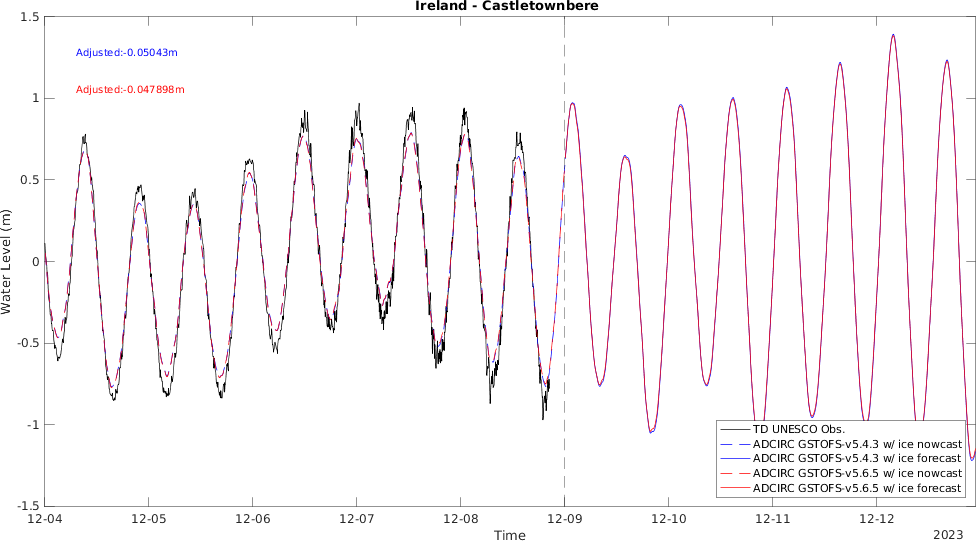 Ireland - Castletownbere
1.5
Adjusted:-0.05043m
Adjusted:-0.047898m
1
0.5
0
-0.5
-1
-1.5
Water Level (m)
TD UNESCO Obs.
ADCIRC GSTOFS-v5.4.3 w/ ice nowcast
ADCIRC GSTOFS-v5.4.3 w/ ice forecast
ADCIRC GSTOFS-v5.6.5 w/ ice nowcast
ADCIRC GSTOFS-v5.6.5 w/ ice forecast
12-04 12-05 12-06 12-07 12-08 12-09 12-10 12-11 12-12
Time
2023